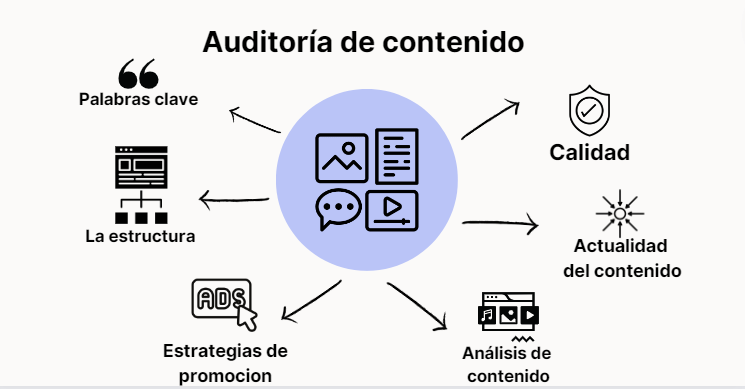 Auditoría de contenido
Palabras clave
Calidad
La estructura
Actualidad
del contenido
ADS
Estrategias de
promocion
Análisis de
contenido